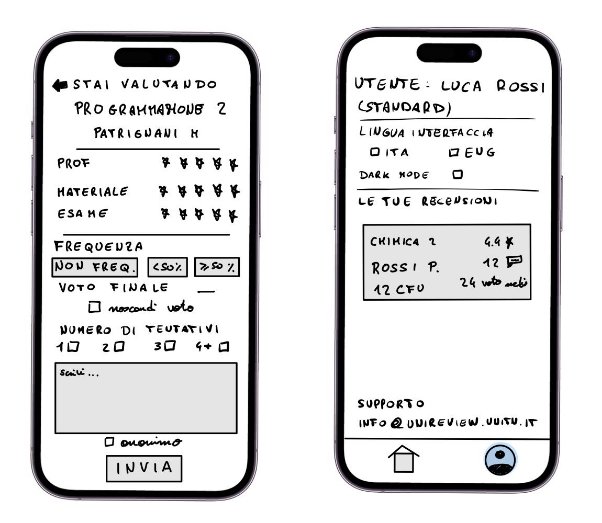 STAI VALUTANDO
PROGRAMMAZIONE 2
PATRIGNANI M
PROF
MATERIALE
ESAME
FREQUENZA
NON FREQ. <50% ≥50%
VOTO FINALE __
nascondi voto
NUMERO DI TENTATIVI
1 2 3 4+
scrivi...
anonimo
INVIA
UTENTE: LUCA ROSSI
(STANDARD)
LINGUA INTERFACCIA
ITA ENG
DARK MODE
LE TUE RECENSIONI
CHIMICA 2 4.4
ROSSI P. 12
12 CFU 24 voto medio
SUPPORTO
INFO@UNIREVIEW.UNITN.IT